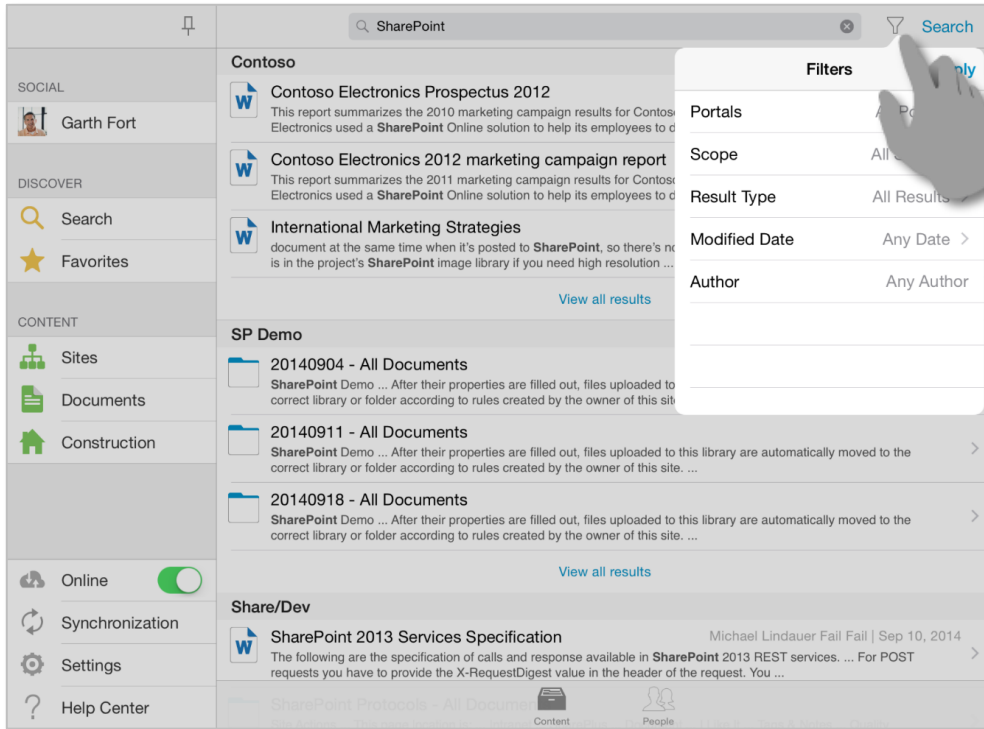 SharePoint
Search
SOCIAL
Garth Fort
DISCOVER
Search
Favorites
CONTENT
Sites
Documents
Construction
Online
Synchronization
Settings
Help Center
Contoso
Contoso Electronics Prospectus 2012
This report summarizes the 2010 marketing campaign results for Contoso
Electronics used a SharePoint Online solution to help its employees to d
Contoso Electronics 2012 marketing campaign report
This report summarizes the 2011 marketing campaign results for Contoso
Electronics used a SharePoint Online solution to help its employees to d
International Marketing Strategies
document at the same time when it's posted to SharePoint, so there's no
is in the project's SharePoint image library if you need high resolution ...
View all results
SP Demo
20140904 - All Documents
SharePoint Demo ... After their properties are filled out, files uploaded to
correct library or folder according to rules created by the owner of this site
20140911 - All Documents
SharePoint Demo ... After their properties are filled out, files uploaded to this library are automatically moved to the
correct library or folder according to rules created by the owner of this site. ...
20140918 - All Documents
SharePoint Demo ... After their properties are filled out, files uploaded to this library are automatically moved to the
correct library or folder according to rules created by the owner of this site. ...
View all results
Share/Dev
SharePoint 2013 Services Specification
Michael Lindauer Fail Fail | Sep 10, 2014
The following are the specification of calls and response available in SharePoint 2013 REST services. ... For POST
requests you have to provide the X-RequestDigest value in the header of the request. You ...
SharePoint Protocols - All Documen
Content
People
Filters
ply
Portals
Scope
All
Result Type
All Results
Modified Date
Any Date
Author
Any Author